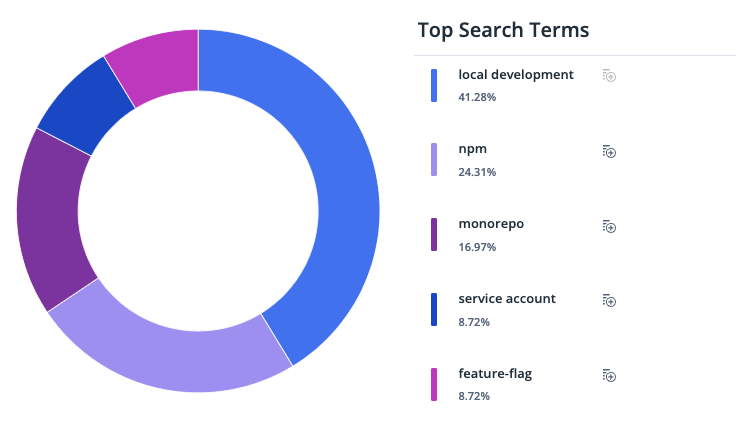 Top Search Terms
local development
41.28%
npm
24.31%
monorepo
16.97%
service account
8.72%
feature-flag
8.72%